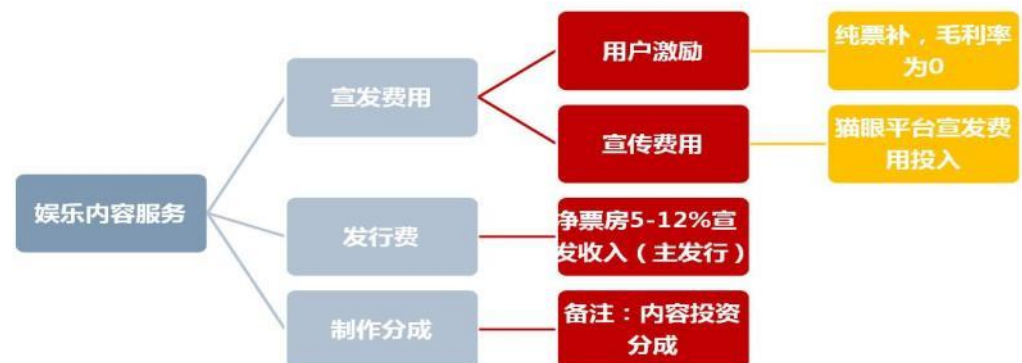 娱乐内容服务
宣发费用
用户激励
纯票补，毛利率
为0
宣传费用
猫眼平台宣发费
用投入
发行费
净票房5-12%宣
发收入（主发行）
制作分成
备注：内容投资
分成